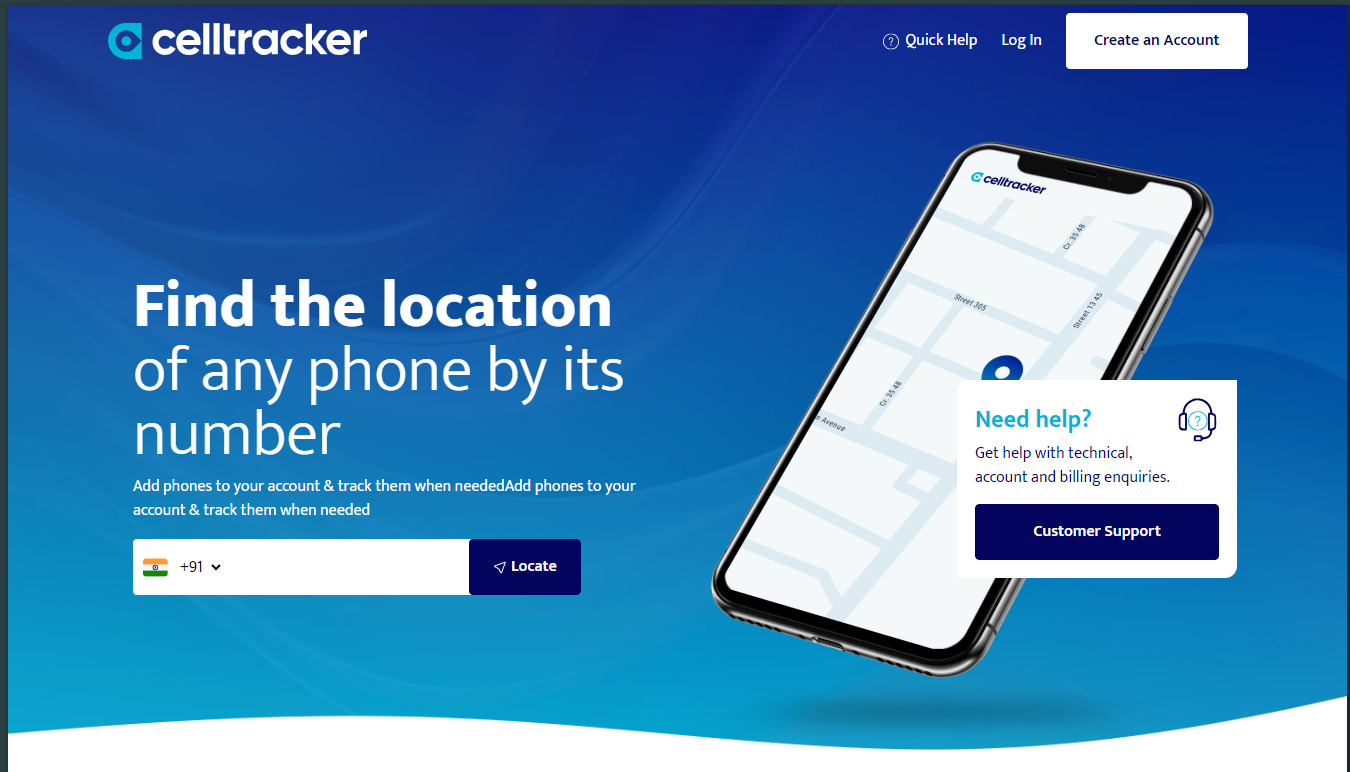 celltracker
Quick Help
Log In
Create an Account
Find the location
of any phone by its
number
Add phones to your account & track them when neededAdd phones to your
account & track them when needed
+91
Locate
celltracker
Cr. 35 48
Street 305
Street 13 45
Cr. 35 48
n Avenue
Need help?
Get help with technical,
account and billing enquiries.
Customer Support